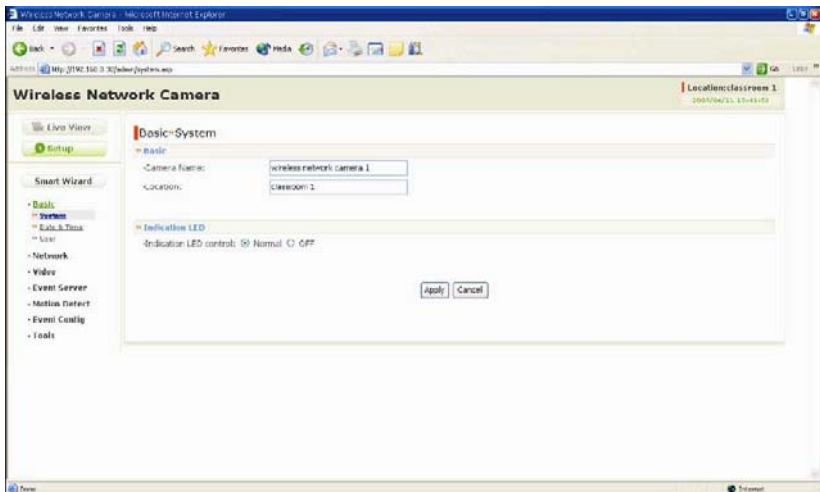 Wireless Network Camera - Microsoft Internet Explorer
File Edit View Favorites Tools Help
Back Search Favorites Media
Address Go Links »
Wireless Network Camera
Location:classroom 1
Live View
Setup
Smart Wizard
Basic
System
Date & Time
User
Network
Video
Event Server
Motion Detect
Event Config
Tools
Basic»System
Basic
Camera Name: wireless network camera 1
Location: classroom 1
Indication LED
Indication LED control: Normal OFF
Apply Cancel
Done Internet